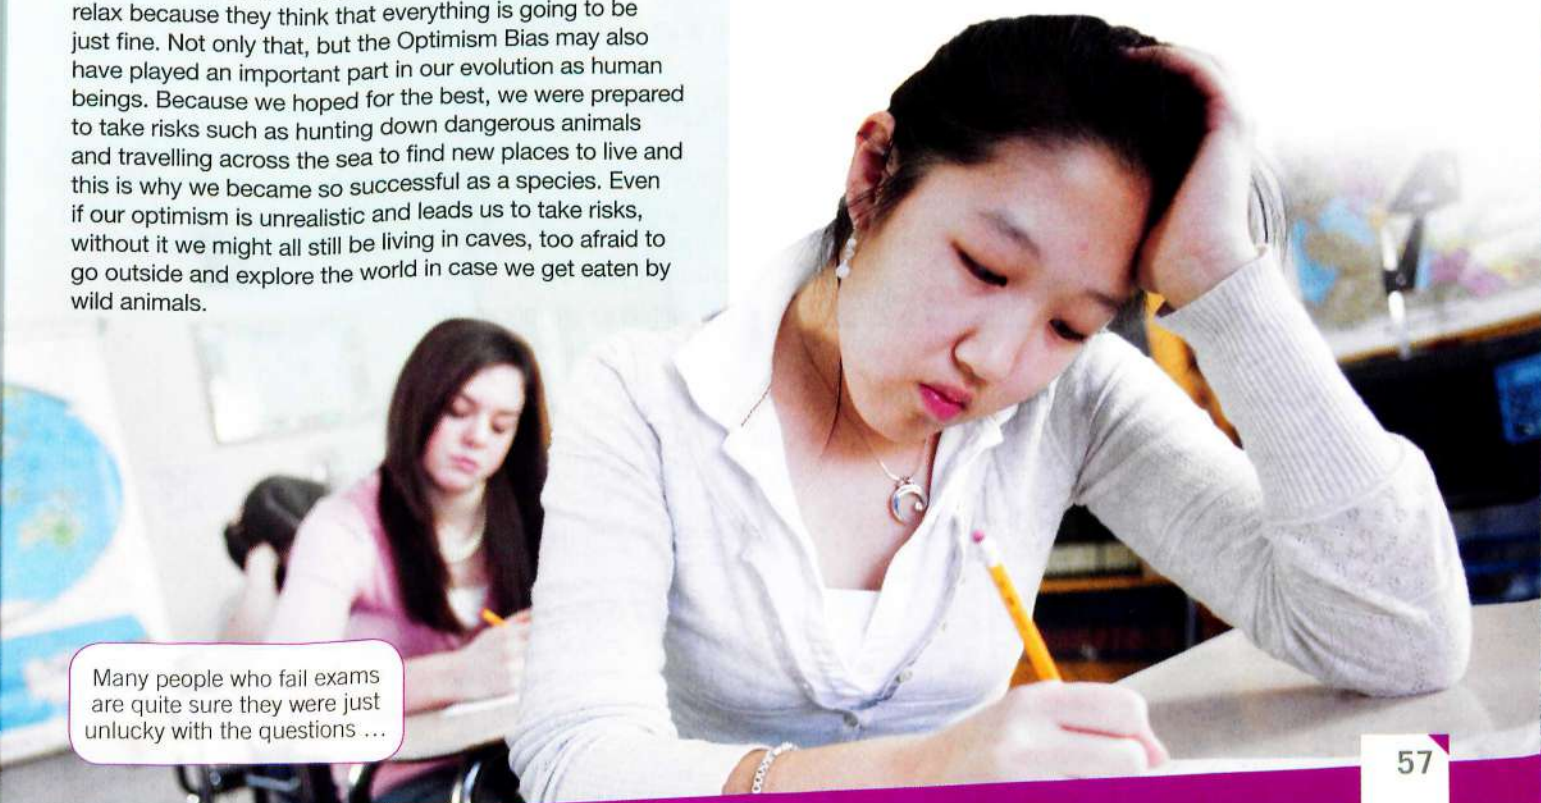 relax because they think that everything is going to be
just fine. Not only that, but the Optimism Bias may also
have played an important part in our evolution as human
beings. Because we hoped for the best, we were prepared
to take risks such as hunting down dangerous animals
and travelling across the sea to find new places to live and
this is why we became so successful as a species. Even
if our optimism is unrealistic and leads us to take risks,
without it we might all still be living in caves, too afraid to
go outside and explore the world in case we get eaten by
wild animals.
Many people who fail exams
are quite sure they were just
unlucky with the questions ...
57